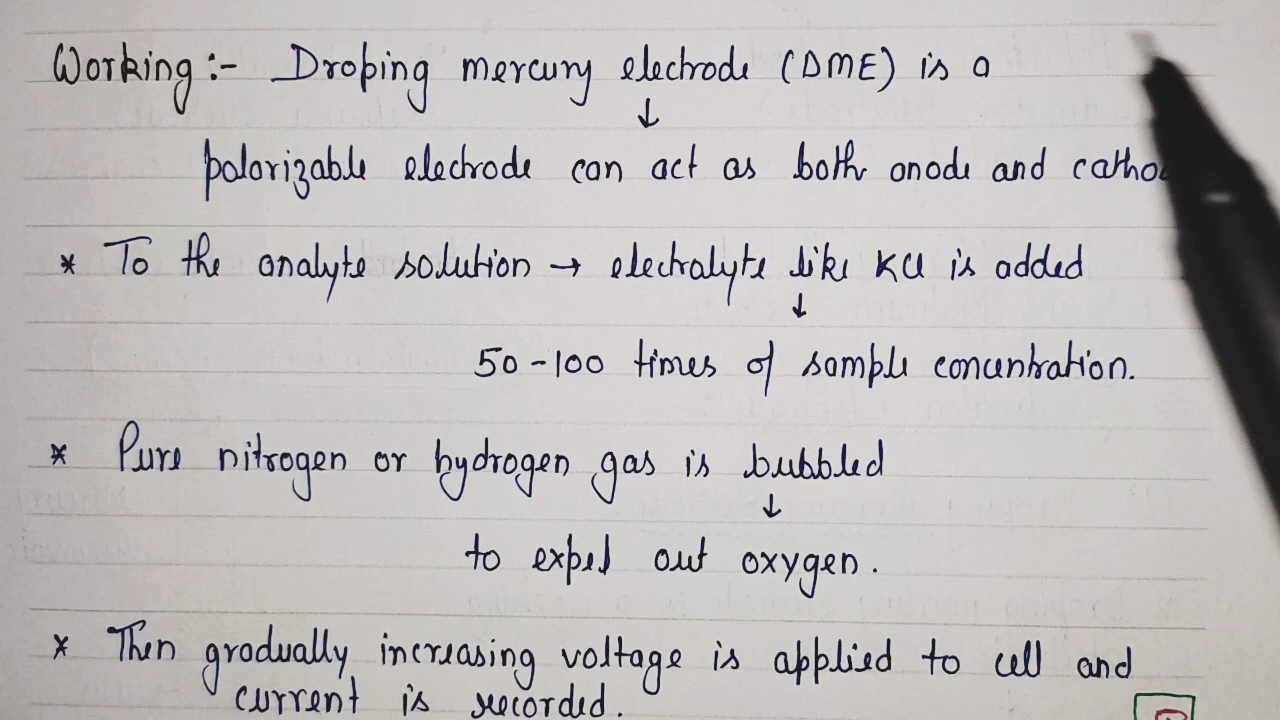 Working :- Droping mercury electrode (DME) is a
↓
polarizable electrode can act as both anode and catho
* To the analyte solution → electralyte like KCl is added
↓
50-100 times of sample concentration.
* Pure nitrogen or hydrogen gas is bubbled
↓
to expel out oxygen.
* Then gradually increasing voltage is applied to cell and
current is recorded.